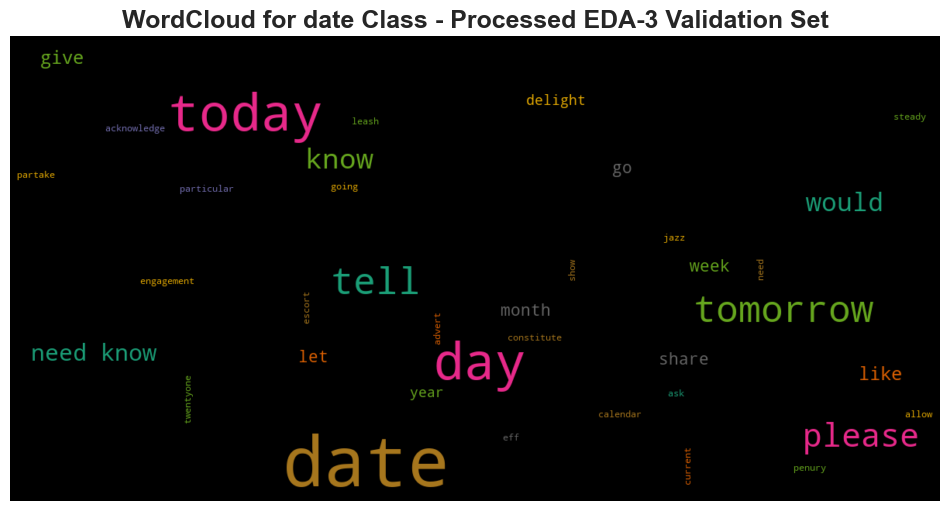 WordCloud for date Class - Processed EDA-3 Validation Set
give
delight
today
leash
steady
acknowledge
know
go
partake
particular
going
would
jazz
week
need
show
tell
engagement
tomorrow
escort
month
advert
constitute
need know
let
day
share
like
year
ask
twentyone
calendar
allow
please
eff
date
current
penury